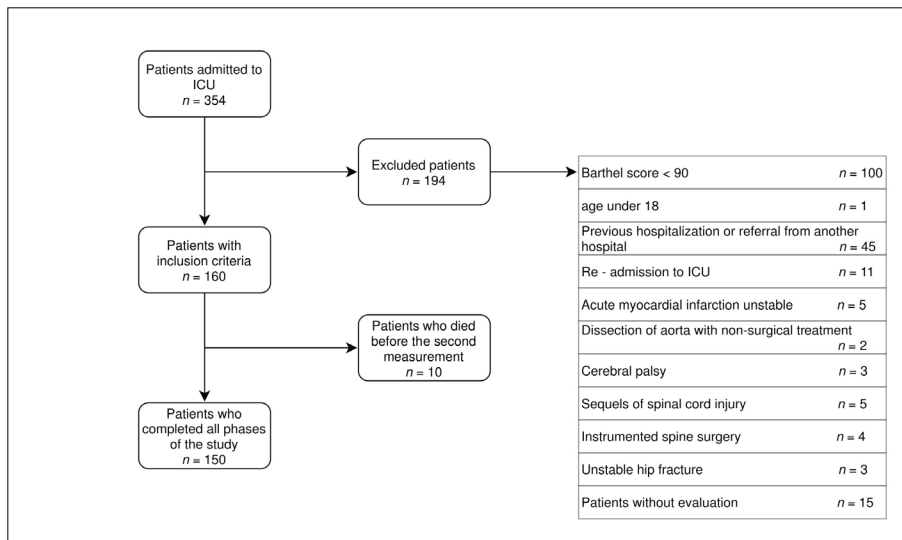 Patients admitted to
ICU
n = 354
Excluded patients
n = 194
Barthel score < 90 n = 100
age under 18 n = 1
Previous hospitalization or referral from another
hospital n = 45
Re - admission to ICU n = 11
Acute myocardial infarction unstable n = 5
Dissection of aorta with non-surgical treatment
n = 2
Cerebral palsy n = 3
Sequels of spinal cord injury n = 5
Instrumented spine surgery n = 4
Unstable hip fracture n = 3
Patients without evaluation n = 15
Patients with
inclusion criteria
n = 160
Patients who died
before the second
measurement
n = 10
Patients who
completed all phases
of the study
n = 150